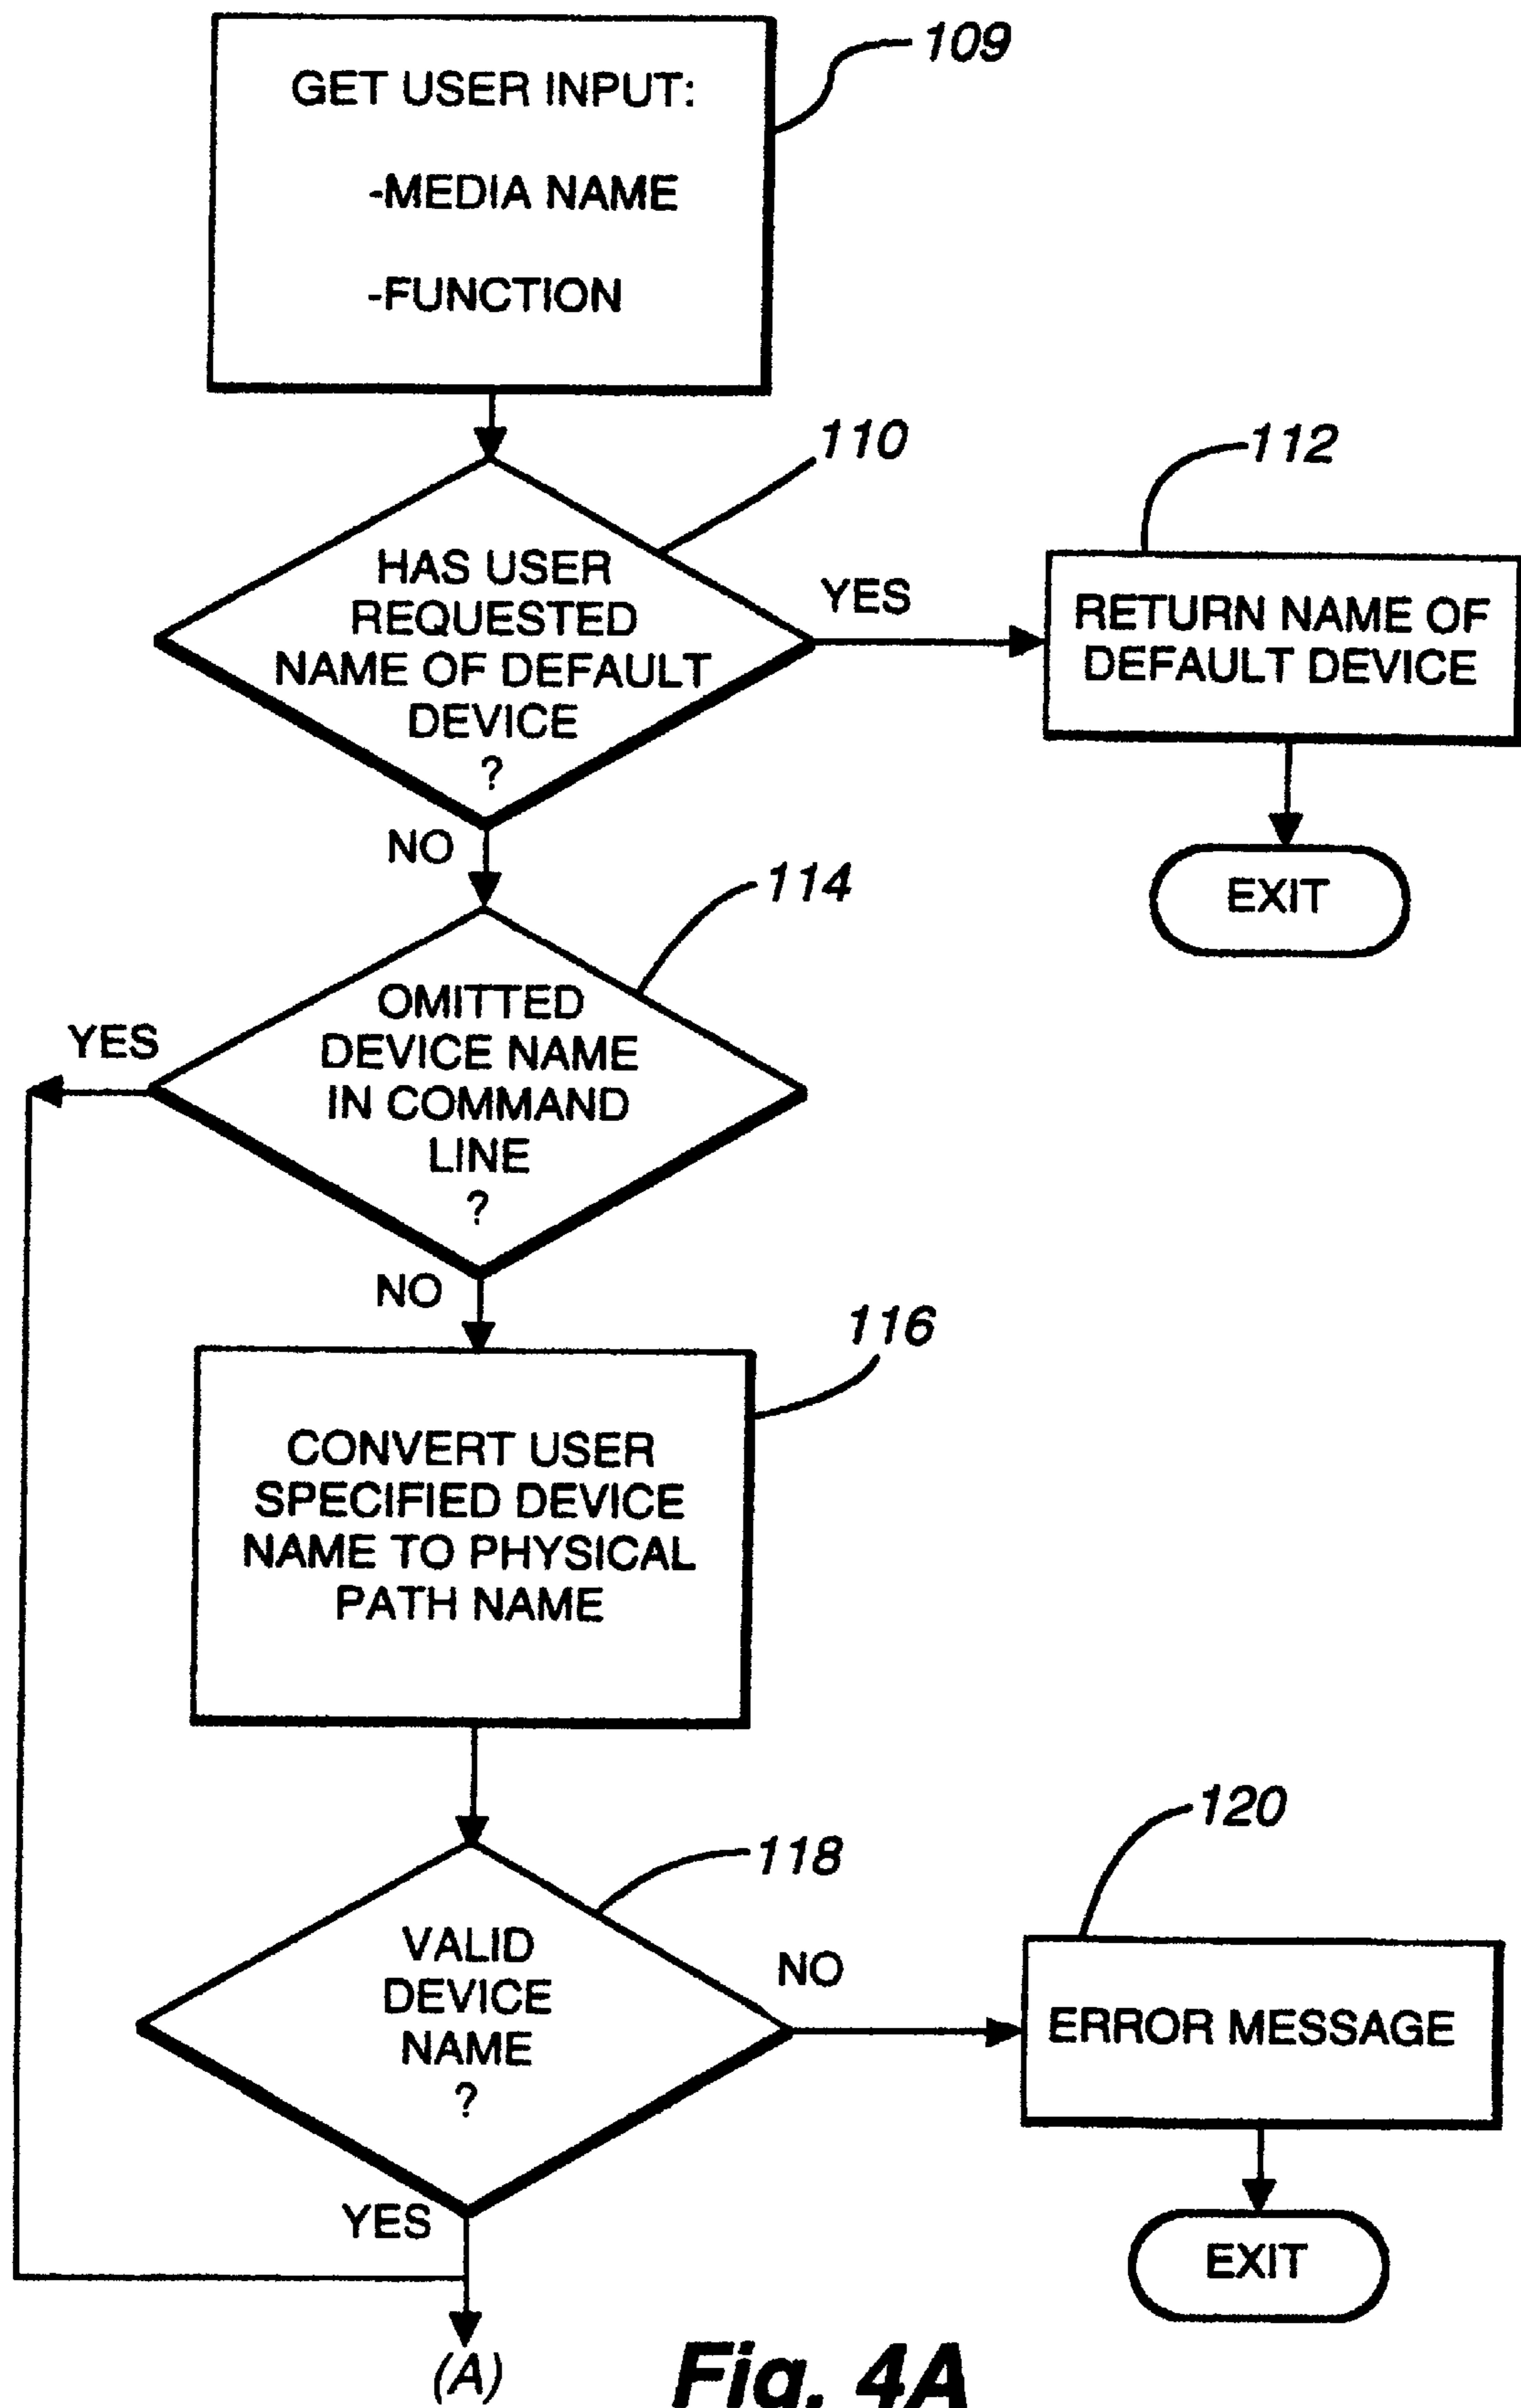 109
GET USER INPUT:
-MEDIA NAME
-FUNCTION
110
HAS USER
REQUESTED
NAME OF DEFAULT
DEVICE
?
YES
112
RETURN NAME OF
DEFAULT DEVICE
EXIT
NO
114
OMITTED
DEVICE NAME
IN COMMAND
LINE
?
YES
NO
116
CONVERT USER
SPECIFIED DEVICE
NAME TO PHYSICAL
PATH NAME
118
VALID
DEVICE
NAME
?
NO
120
ERROR MESSAGE
EXIT
YES
(A)
Fig. 4A